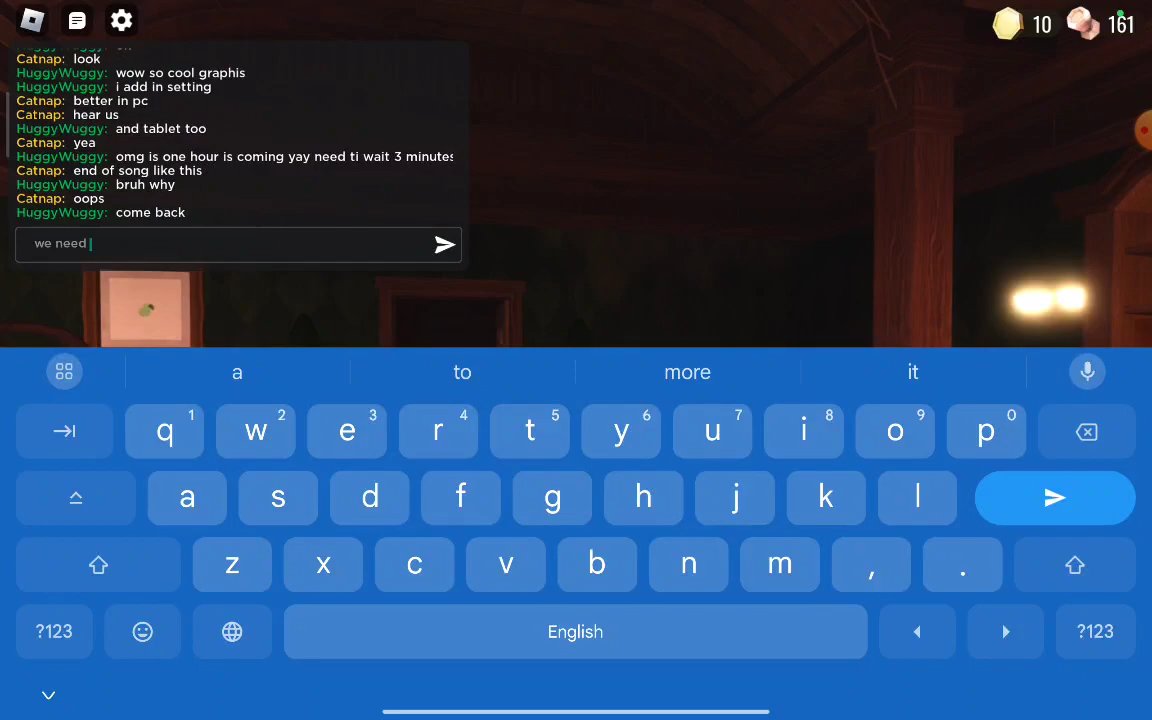 10
161
Catnap: look
HuggyWuggy: wow so cool graphis
HuggyWuggy: i add in setting
Catnap: better in pc
Catnap: hear us
HuggyWuggy: and tablet too
Catnap: yea
HuggyWuggy: omg is one hour is coming yay need ti wait 3 minutes
Catnap: end of song like this
HuggyWuggy: bruh why
Catnap: oops
HuggyWuggy: come back
we need
a to more it
q 1 w 2 e 3 r 4 t 5 y 6 u 7 i 8 o 9 p 0
a s d f g h j k l
z x c v b n m , .
?123 English ?123